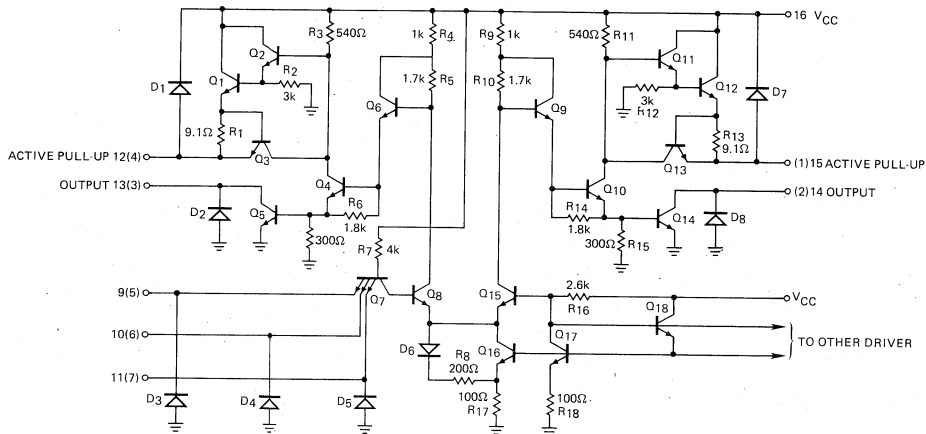 16 VCC
R3
540Ω
1k
R4
R9
1k
540Ω
R11
Q2
Q1
R2
3k
D1
Q11
3k
R12
Q12
D7
R5
1.7k
R10
1.7k
Q6
Q9
9.1Ω
R1
Q3
R13
9.1Ω
Q13
ACTIVE PULL-UP 12(4)
(1)15 ACTIVE PULL-UP
OUTPUT 13(3)
(2)14 OUTPUT
Q4
Q10
D2
Q5
R6
1.8k
300Ω
R14
1.8k
300Ω
R15
Q14
D8
R7
4k
9(5)
Q7
Q8
Q15
2.6k
R16
Q18
VCC
10(6)
D6
Q16
Q17
TO OTHER DRIVER
R8
200Ω
11(7)
D3
D4
D5
100Ω
R17
100Ω
R18